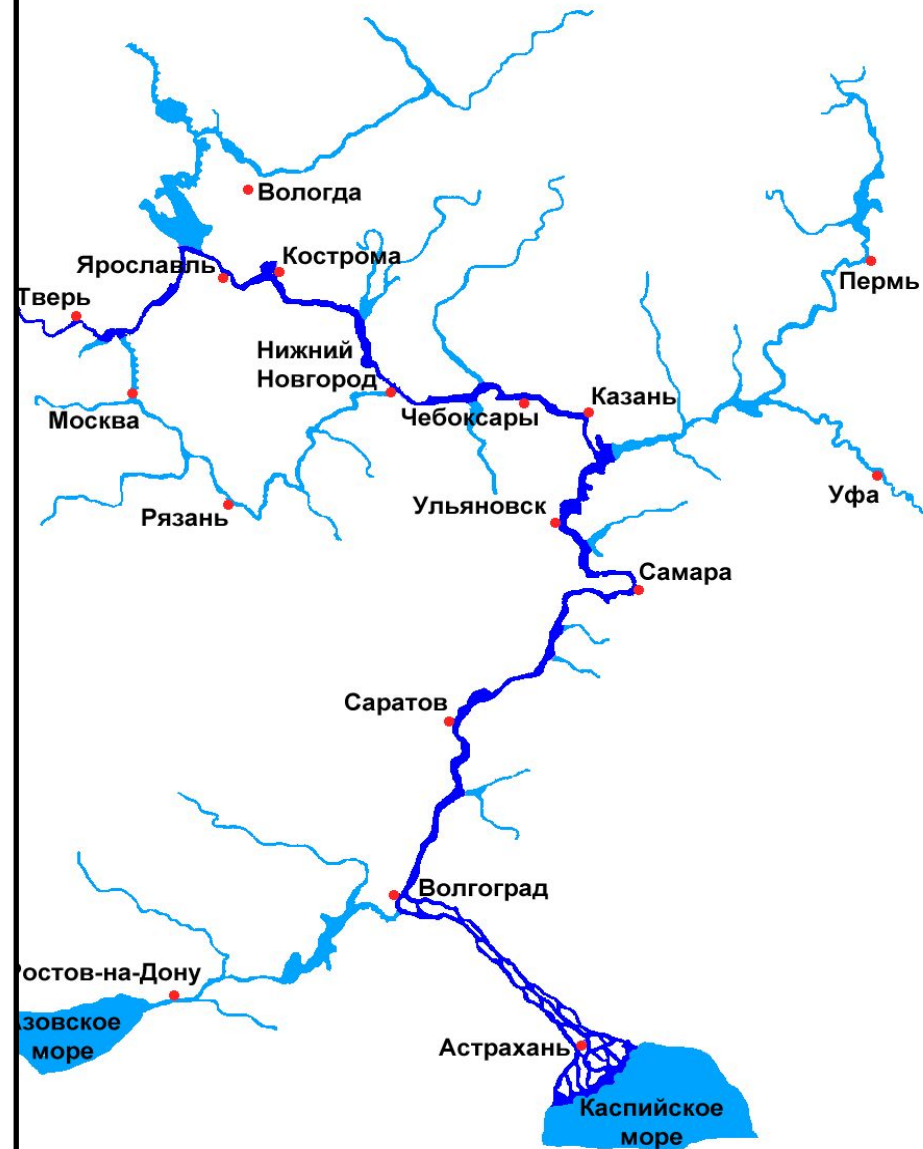 Вологда
Кострома
Ярославль
Пермь
Тверь
Нижний
Новгород
Казань
Чебоксары
Москва
Уфа
Ульяновск
Рязань
Самара
Саратов
Волгоград
остов-на-Дону
зовское
море
Астрахань
Каспийское
море